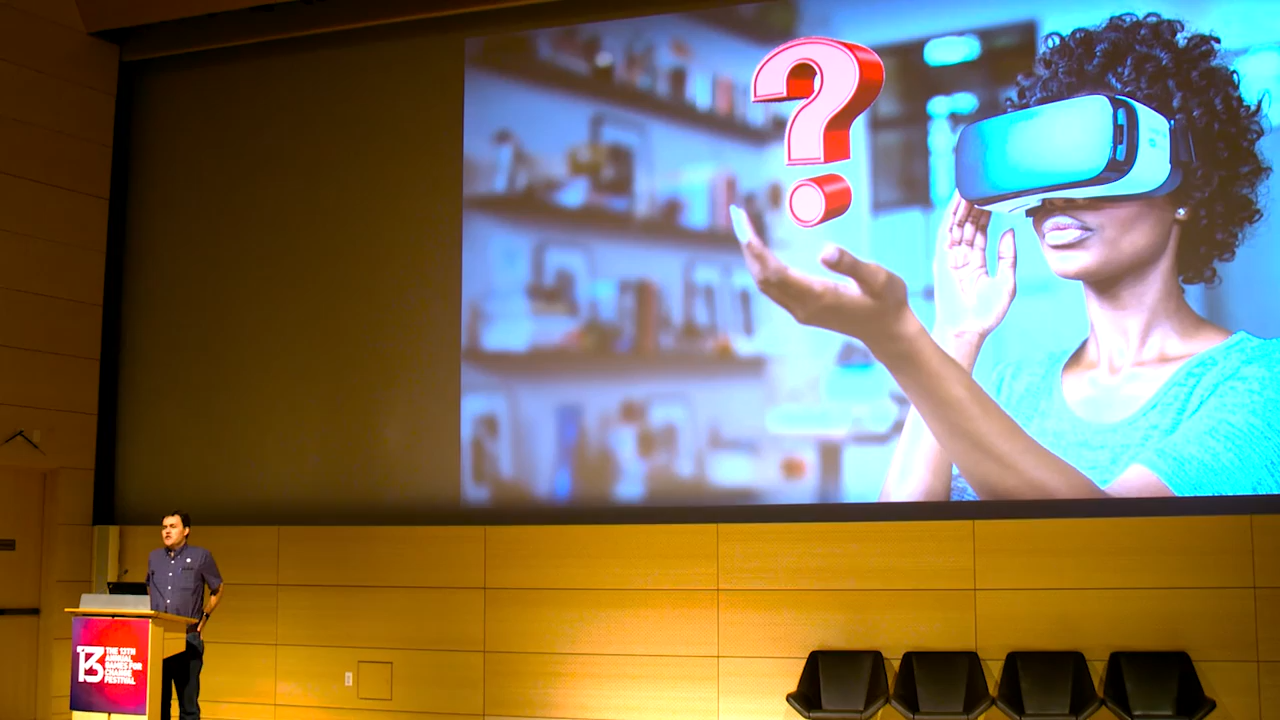 ?
13
THE 13TH
ANNUAL
GAMES FOR
CHANGE
FESTIVAL